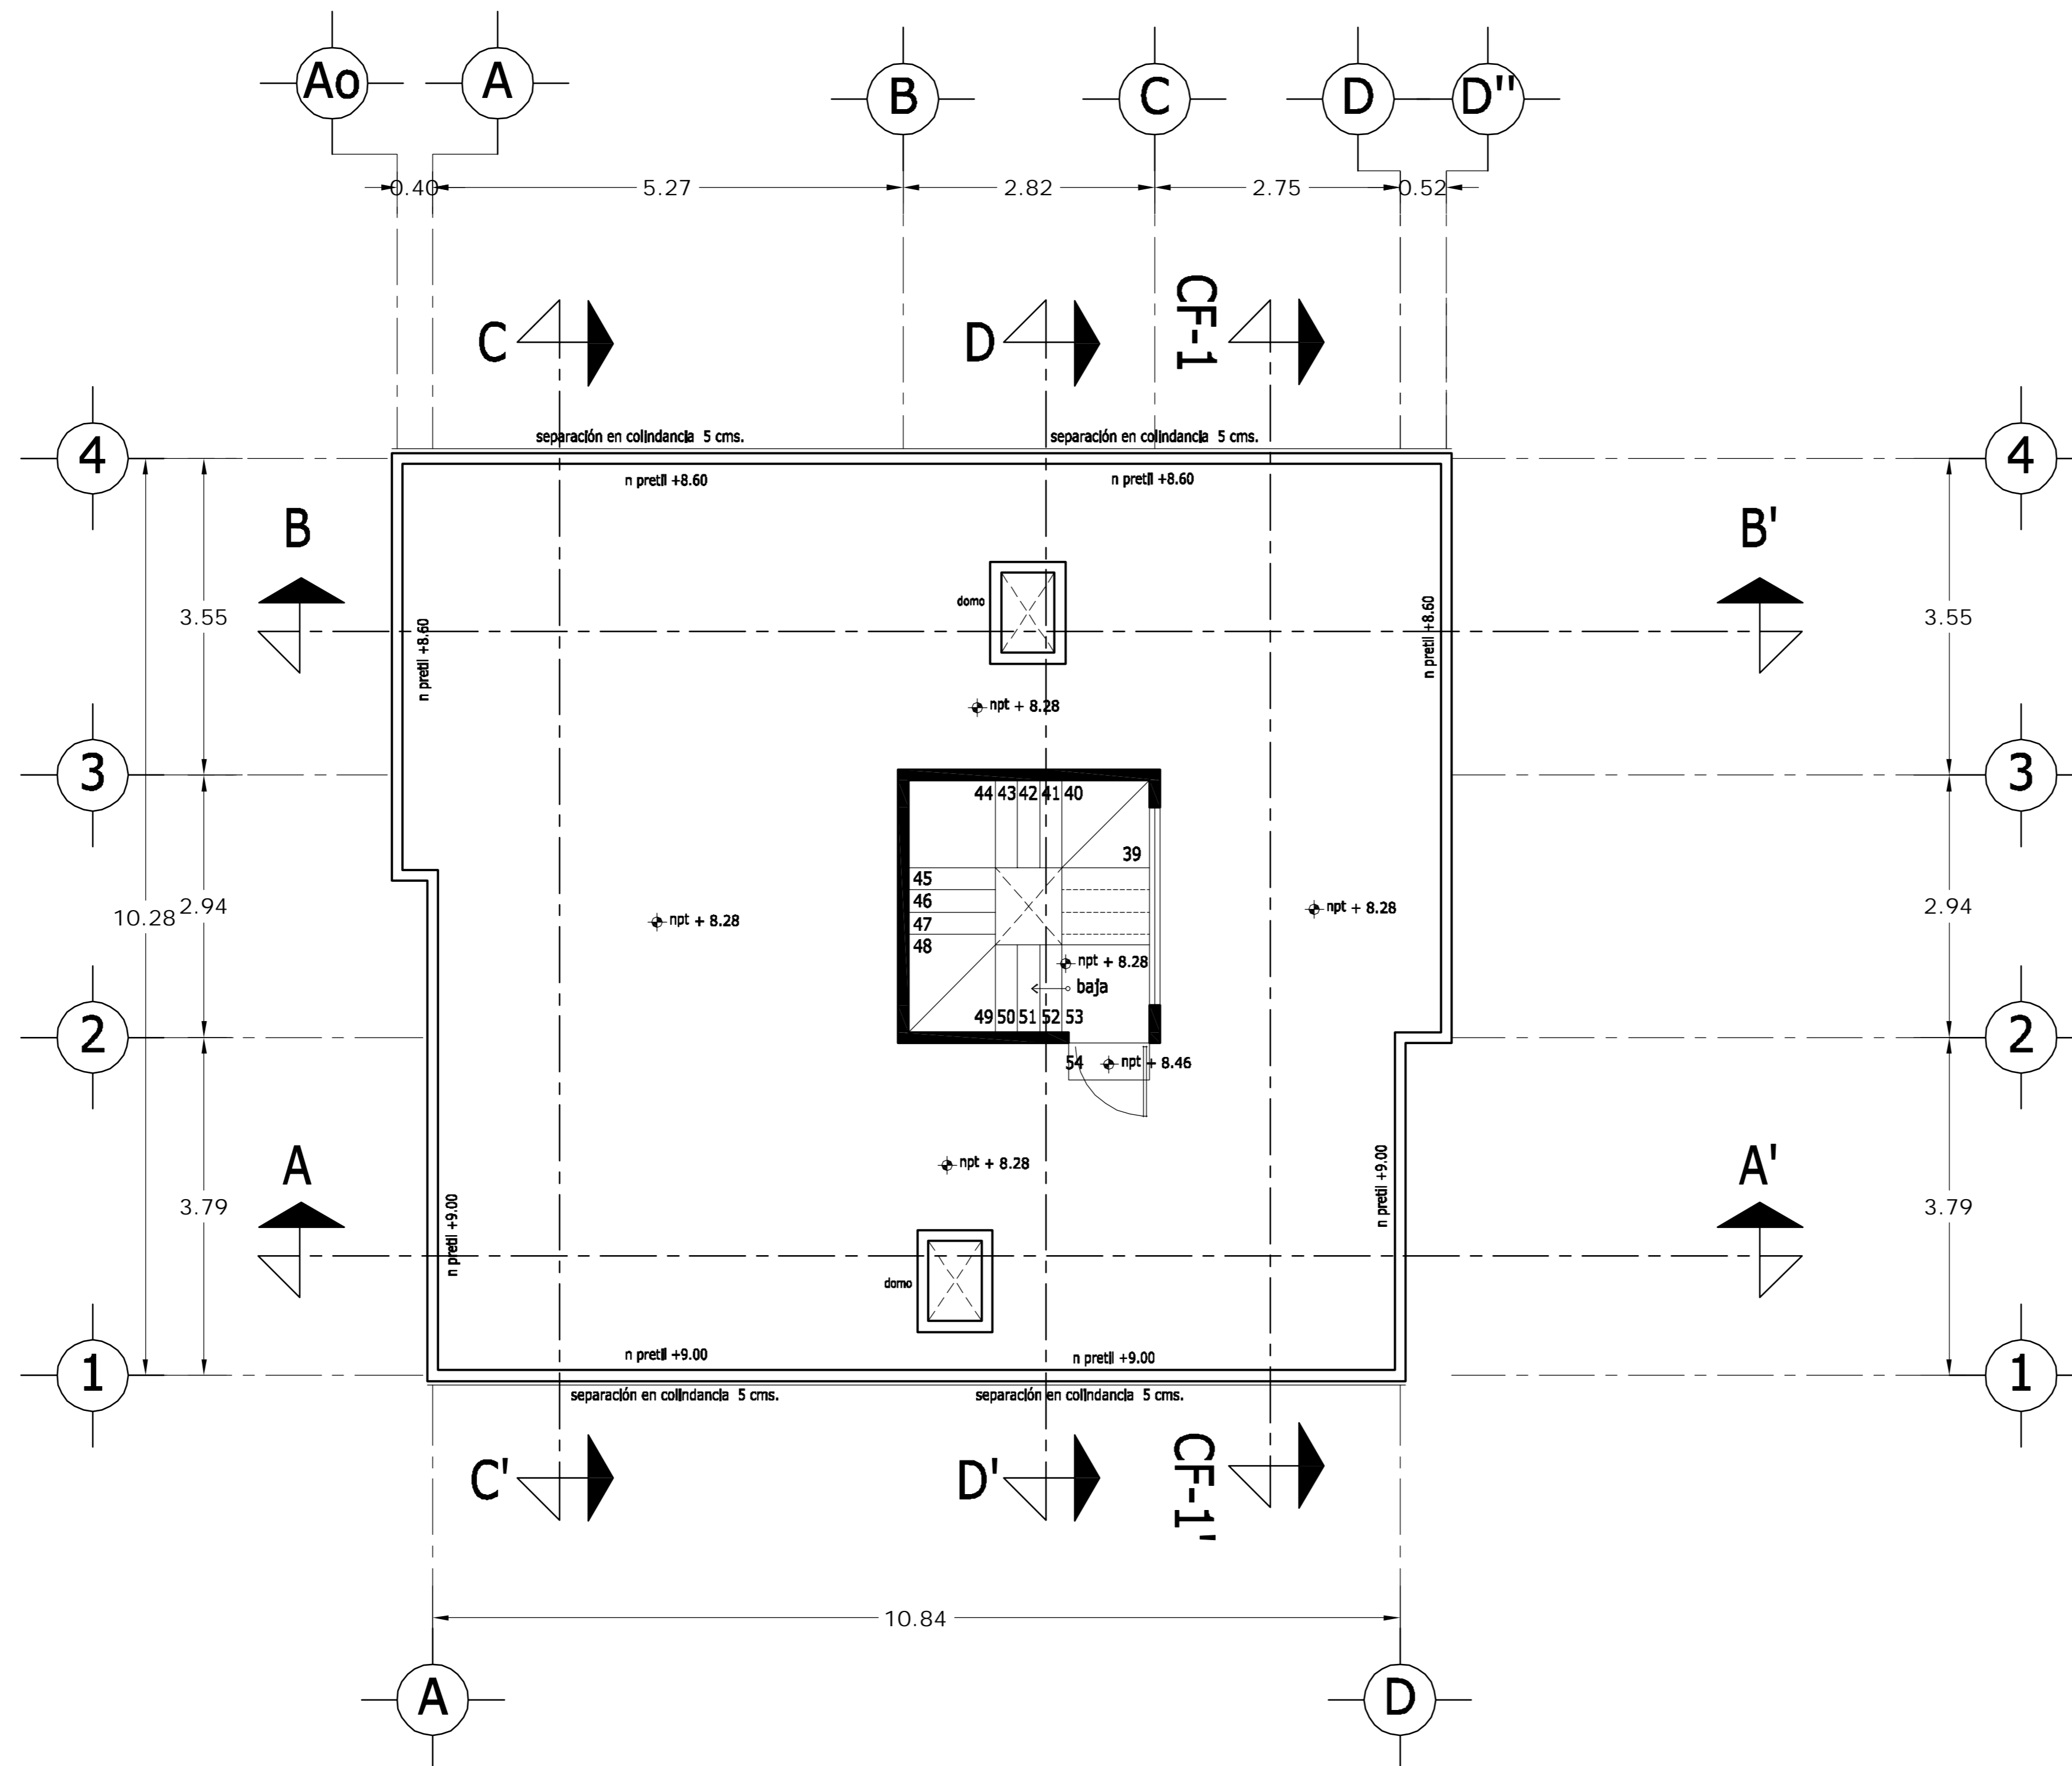 Ao A B C D D''
0.40 5.27 2.82 2.75 0.52
C D CF-1
separación en colindancia 5 cms. separación en colindancia 5 cms.
4 4
n pretil +8.60 n pretil +8.60
B B'
3.55 3.55
domo
n pretil +8.60 n pretil +8.60
npt + 8.28
3 3
44 43 42 41 40
39
45
46
47
48
10.28 2.94 2.94
npt + 8.28 npt + 8.28
npt + 8.28
baja
49 50 51 52 53
2 2
54 npt + 8.46
A A'
npt + 8.28
3.79 3.79
n pretil +9.00 n pretil +9.00
domo
n pretil +9.00 n pretil +9.00
1 1
separación en colindancia 5 cms. separación en colindancia 5 cms.
C' D' CF-1'
10.84
A D